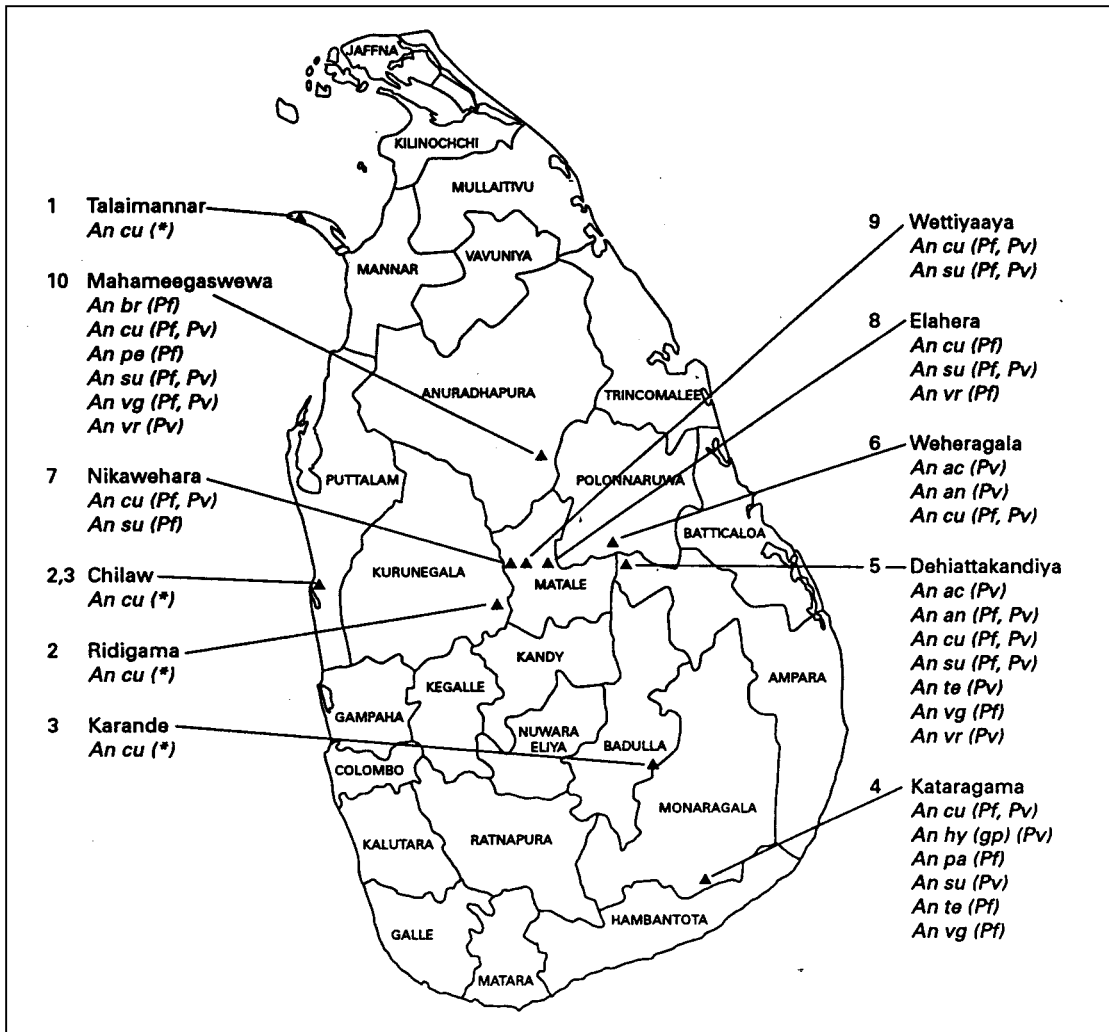 JAFFNA
KILINOCHCHI
MULLAITIVU
VAVUNIYA
MANNAR
ANURADHAPURA
TRINCOMALEE
PUTTALAM
POLONNARUWA
BATTICALOA
KURUNEGALA
MATALE
KANDY
KEGALLE
AMPARA
GAMPAHA
NUWARA
ELIYA
BADULLA
COLOMBO
MONARAGALA
KALUTARA
RATNAPURA
HAMBANTOTA
GALLE
MATARA
1 Talaimannar
An cu (*)
10 Mahameegaswewa
An br (Pf)
An cu (Pf, Pv)
An pe (Pf)
An su (Pf, Pv)
An vg (Pf, Pv)
An vr (Pv)
7 Nikawehara
An cu (Pf, Pv)
An su (Pf)
2,3 Chilaw
An cu (*)
2 Ridigama
An cu (*)
3 Karande
An cu (*)
9 Wettiyaaya
An cu (Pf, Pv)
An su (Pf, Pv)
8 Elahera
An cu (Pf)
An su (Pf, Pv)
An vr (Pf)
6 Weheragala
An ac (Pv)
An an (Pv)
An cu (Pf, Pv)
5 Dehiattakandiya
An ac (Pv)
An an (Pf, Pv)
An cu (Pf, Pv)
An su (Pf, Pv)
An te (Pv)
An vg (Pf)
An vr (Pv)
4 Kataragama
An cu (Pf, Pv)
An hy (gp) (Pv)
An pa (Pf)
An su (Pv)
An te (Pf)
An vg (Pf)